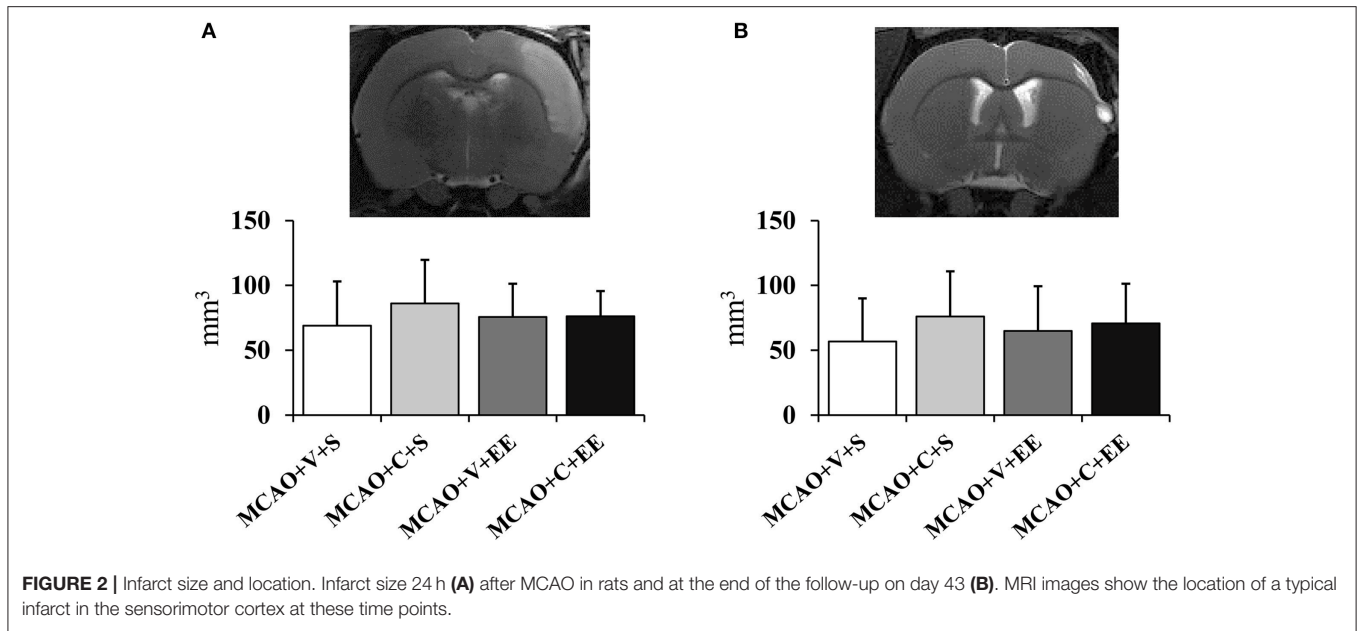 A
B
150
100
50
0
mm³
MCAO+V+S
MCAO+C+S
MCAO+V+EE
MCAO+C+EE
150
100
50
0
mm³
MCAO+V+S
MCAO+C+S
MCAO+V+EE
MCAO+C+EE
FIGURE 2 | Infarct size and location. Infarct size 24 h (A) after MCAO in rats and at the end of the follow-up on day 43 (B). MRI images show the location of a typical
infarct in the sensorimotor cortex at these time points.